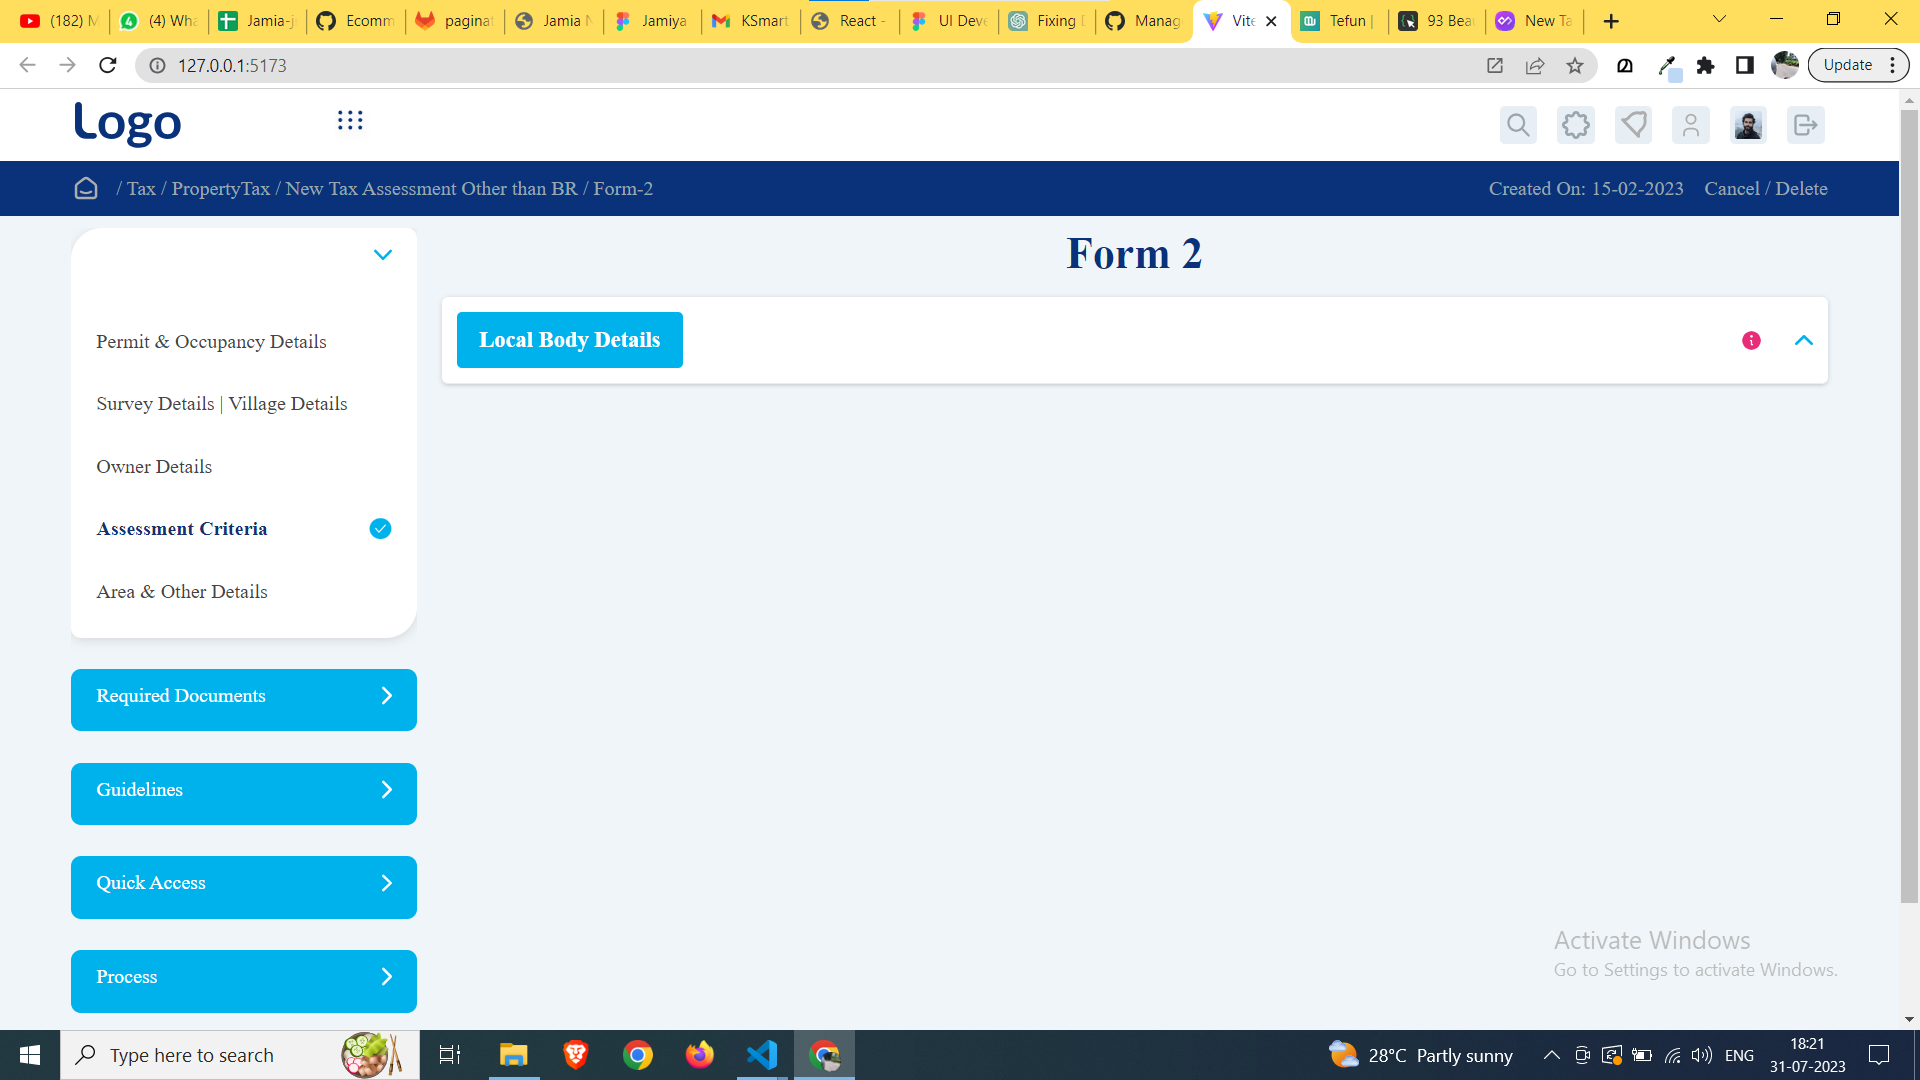 (182) M
(4) Wha
Jamia-j
Ecomm
paginat
Jamia N
Jamiya
KSmart
React -
UI Deve
Fixing
Manag
Vite
Tefun |
93 Beau
New Ta
127.0.0.1:5173
Update
Logo
/ Tax / PropertyTax / New Tax Assessment Other than BR / Form-2
Created On: 15-02-2023
Cancel / Delete
Form 2
Local Body Details
Permit & Occupancy Details
Survey Details | Village Details
Owner Details
Assessment Criteria
Area & Other Details
Required Documents
Guidelines
Quick Access
Process
Activate Windows
Go to Settings to activate Windows.
Type here to search
28°C Partly sunny
ENG
18:21
31-07-2023